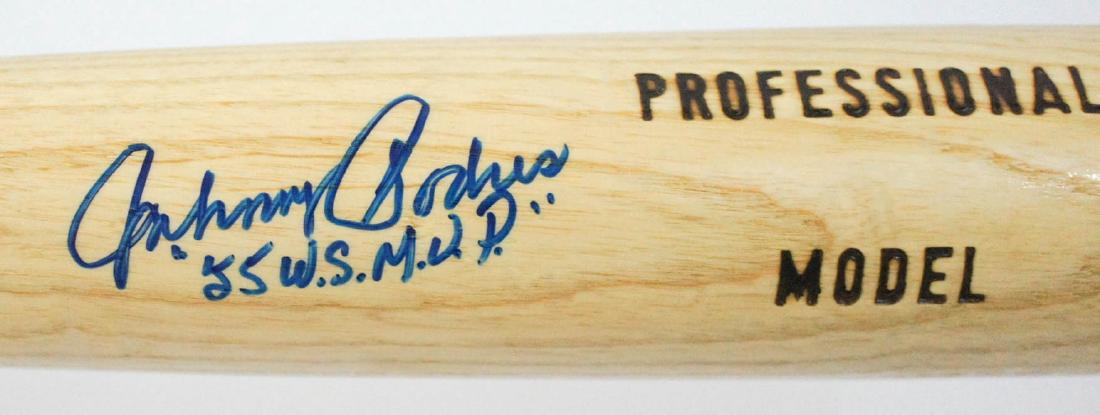 Johnny Podres
"55 W.S. M.V.P."
PROFESSIONAL
MODEL